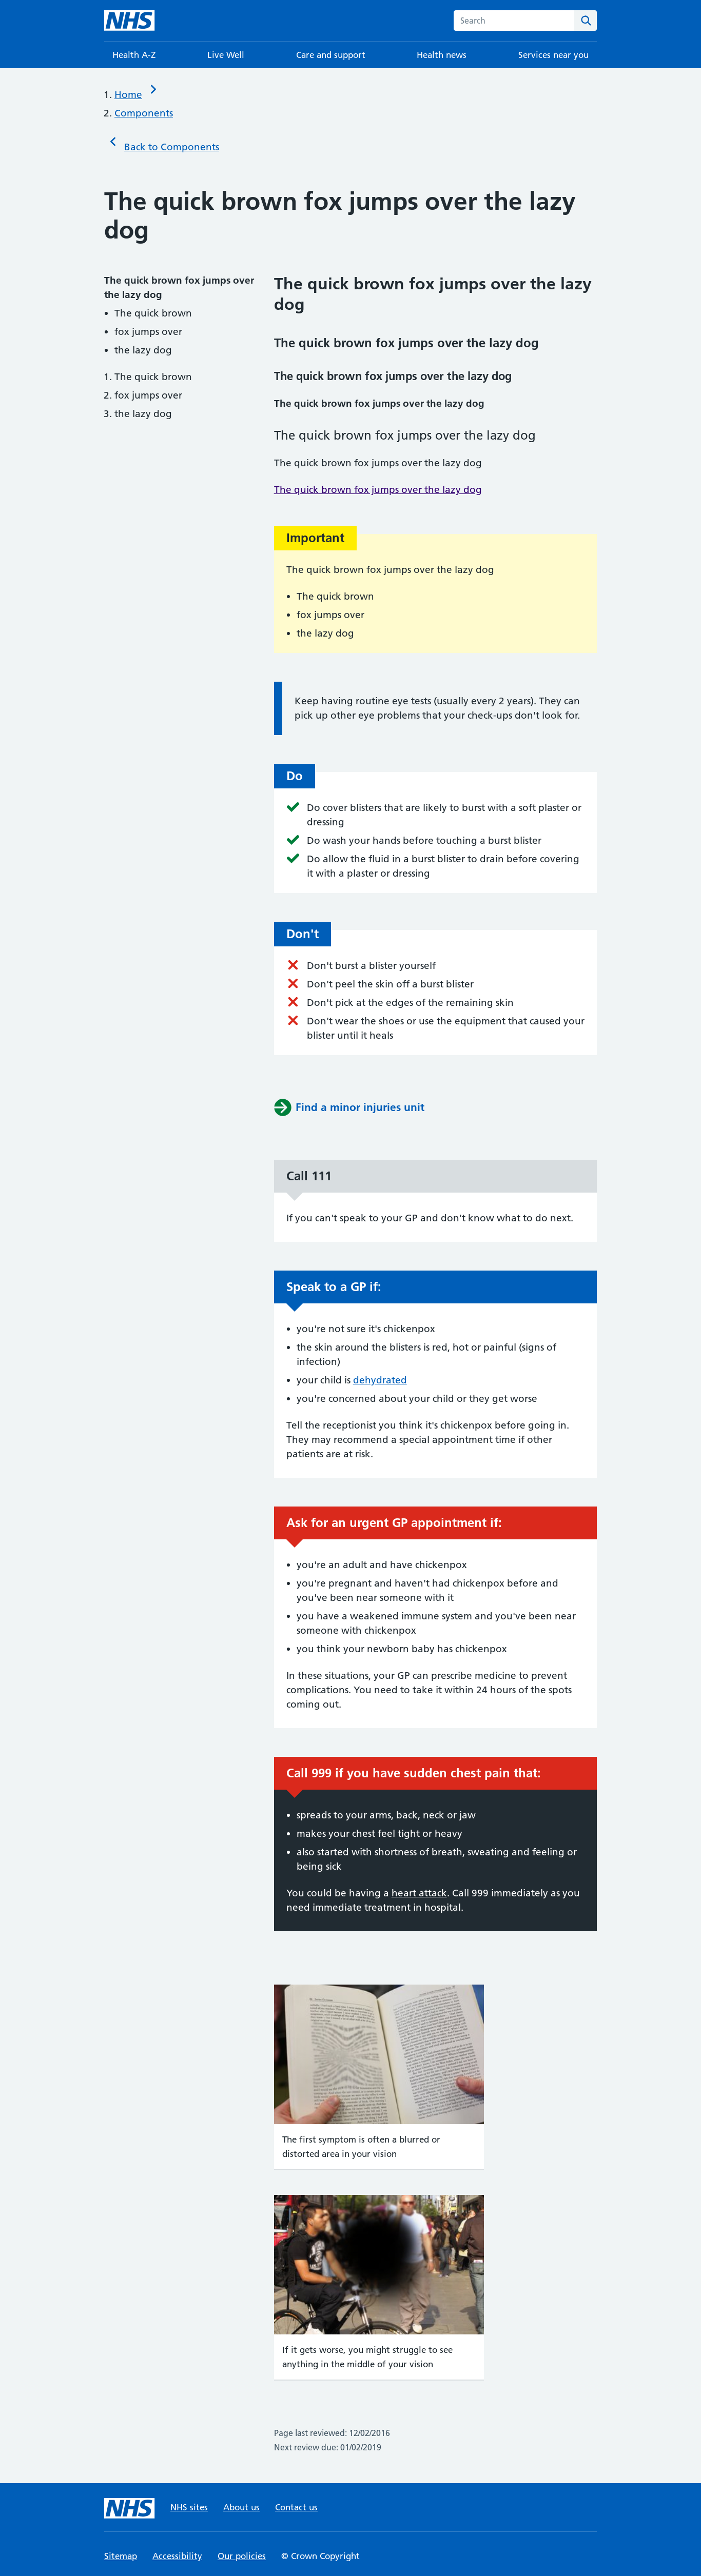 NHS
Search
Health A-Z
Live Well
Care and support
Health news
Services near you
1. Home
2. Components
Back to Components
The quick brown fox jumps over the lazy
dog
The quick brown fox jumps over
the lazy dog
• The quick brown
• fox jumps over
• the lazy dog
1. The quick brown
2. fox jumps over
3. the lazy dog
The quick brown fox jumps over the lazy
dog
The quick brown fox jumps over the lazy dog
The quick brown fox jumps over the lazy dog
The quick brown fox jumps over the lazy dog
The quick brown fox jumps over the lazy dog
The quick brown fox jumps over the lazy dog
The quick brown fox jumps over the lazy dog
Important
The quick brown fox jumps over the lazy dog
• The quick brown
• fox jumps over
• the lazy dog
Keep having routine eye tests (usually every 2 years). They can
pick up other eye problems that your check-ups don't look for.
Do
Do cover blisters that are likely to burst with a soft plaster or
dressing
Do wash your hands before touching a burst blister
Do allow the fluid in a burst blister to drain before covering
it with a plaster or dressing
Don't
Don't burst a blister yourself
Don't peel the skin off a burst blister
Don't pick at the edges of the remaining skin
Don't wear the shoes or use the equipment that caused your
blister until it heals
Find a minor injuries unit
Call 111
If you can't speak to your GP and don't know what to do next.
Speak to a GP if:
• you're not sure it's chickenpox
• the skin around the blisters is red, hot or painful (signs of
infection)
• your child is dehydrated
• you're concerned about your child or they get worse
Tell the receptionist you think it's chickenpox before going in.
They may recommend a special appointment time if other
patients are at risk.
Ask for an urgent GP appointment if:
• you're an adult and have chickenpox
• you're pregnant and haven't had chickenpox before and
you've been near someone with it
• you have a weakened immune system and you've been near
someone with chickenpox
• you think your newborn baby has chickenpox
In these situations, your GP can prescribe medicine to prevent
complications. You need to take it within 24 hours of the spots
coming out.
Call 999 if you have sudden chest pain that:
• spreads to your arms, back, neck or jaw
• makes your chest feel tight or heavy
• also started with shortness of breath, sweating and feeling or
being sick
You could be having a heart attack. Call 999 immediately as you
need immediate treatment in hospital.
The first symptom is often a blurred or
distorted area in your vision
If it gets worse, you might struggle to see
anything in the middle of your vision
Page last reviewed: 12/02/2016
Next review due: 01/02/2019
NHS
NHS sites
About us
Contact us
Sitemap
Accessibility
Our policies
© Crown Copyright